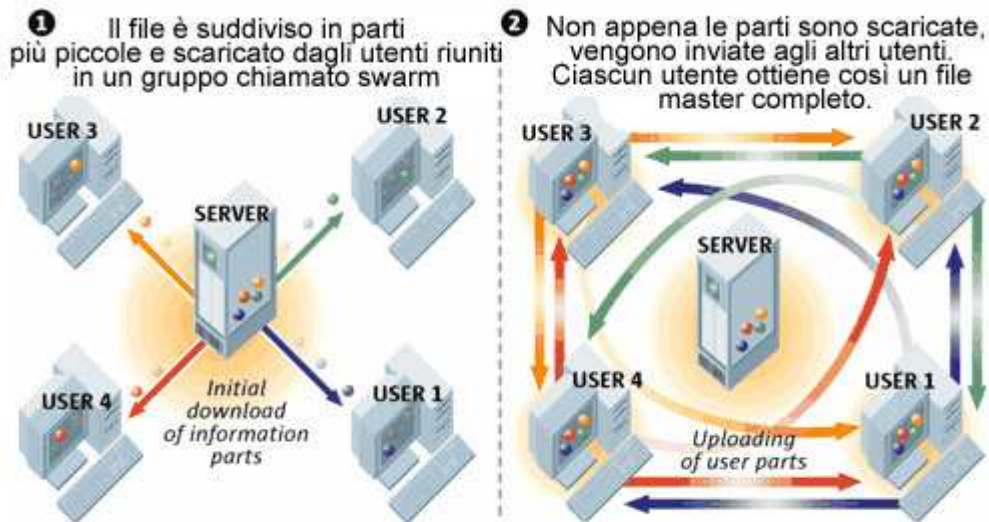 1
Il file è suddiviso in parti
più piccole e scaricato dagli utenti riuniti
in un gruppo chiamato swarm
USER 3
USER 2
SERVER
USER 4
USER 1
Initial
download
of information
parts
2
Non appena le parti sono scaricate,
vengono inviate agli altri utenti.
Ciascun utente ottiene così un file
master completo.
USER 3
USER 2
SERVER
USER 4
USER 1
Uploading
of user parts